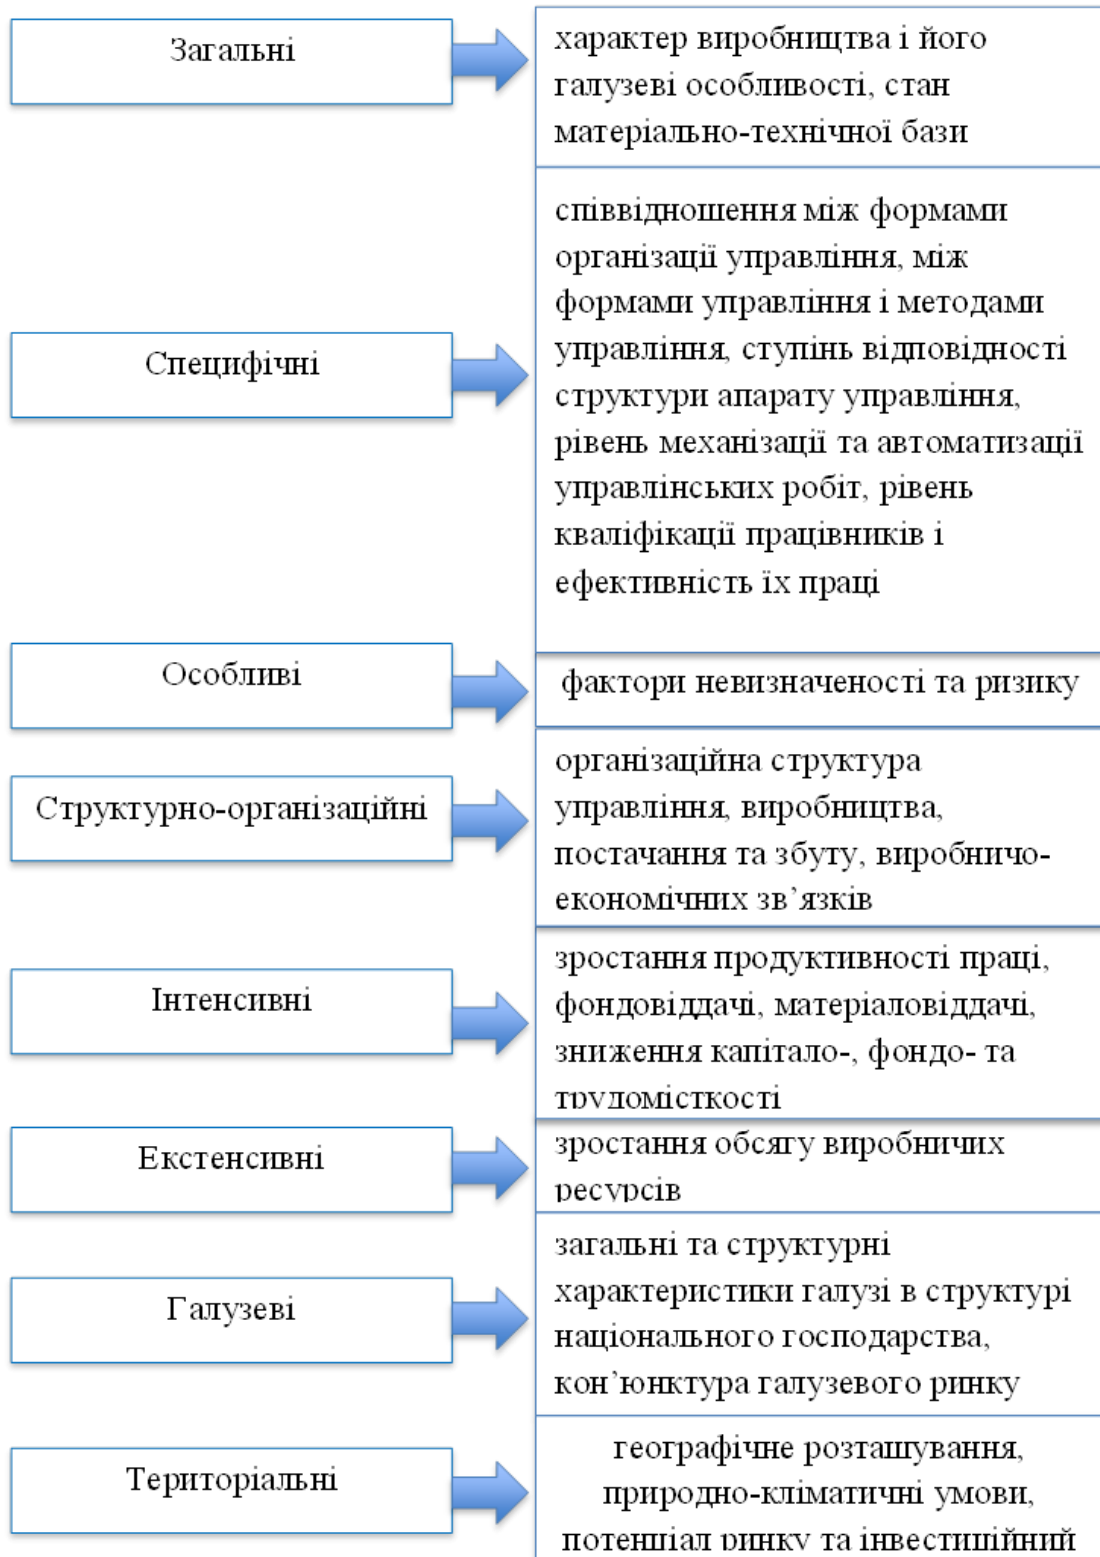 Загальні
характер виробництва і його
галузеві особливості, стан
матеріально-технічної бази
Специфічні
співвідношення між формами
організації управління, між
формами управління і методами
управління, ступінь відповідності
структури апарату управління,
рівень механізації та автоматизації
управлінських робіт, рівень
кваліфікації працівників і
ефективність їх праці
Особливі
фактори невизначеності та ризику
Структурно-організаційні
організаційна структура
управління, виробництва,
постачання та збуту, виробничо-
економічних зв’язків
Інтенсивні
зростання продуктивності праці,
фондовіддачі, матеріаловіддачі,
зниження капітало-, фондо- та
трудомісткості
Екстенсивні
зростання обсягу виробничих
ресурсів
Галузеві
загальні та структурні
характеристики галузі в структурі
національного господарства,
кон’юнктура галузевого ринку
Територіальні
географічне розташування,
природно-кліматичні умови,
потенціал ринку та інвестиційний